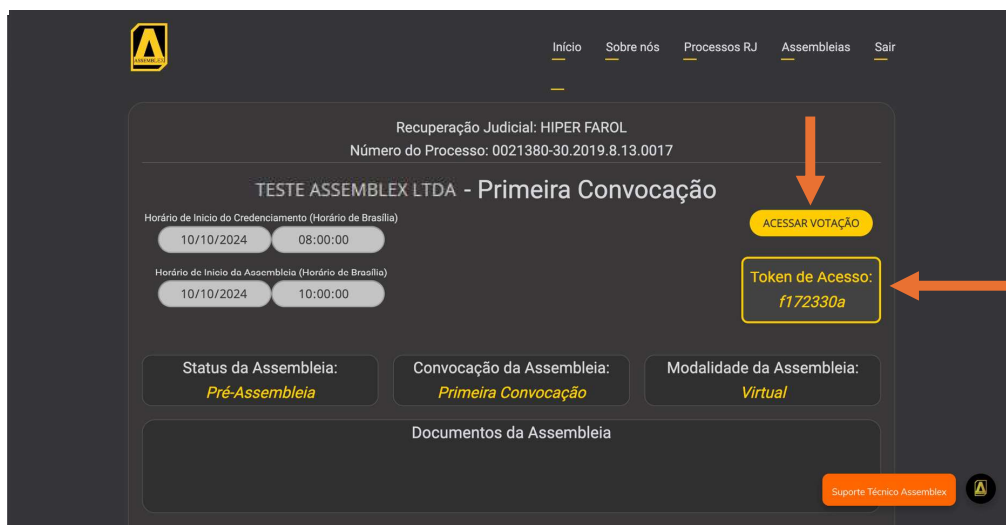 ASSEMBLEX
Início Sobre nós Processos RJ Assembleias Sair
Recuperação Judicial: HIPER FAROL
Número do Processo: 0021380-30.2019.8.13.0017
TESTE ASSEMBLEX LTDA - Primeira Convocação
Horário de Inicio do Credenciamento (Horário de Brasília)
10/10/2024 08:00:00
ACESSAR VOTAÇÃO
Horário de Inicio da Assembleia (Horário de Brasília)
10/10/2024 10:00:00
Token de Acesso:
f172330a
Status da Assembleia:
Pré-Assembleia
Convocação da Assembleia:
Primeira Convocação
Modalidade da Assembleia:
Virtual
Documentos da Assembleia
Suporte Técnico Assemblex